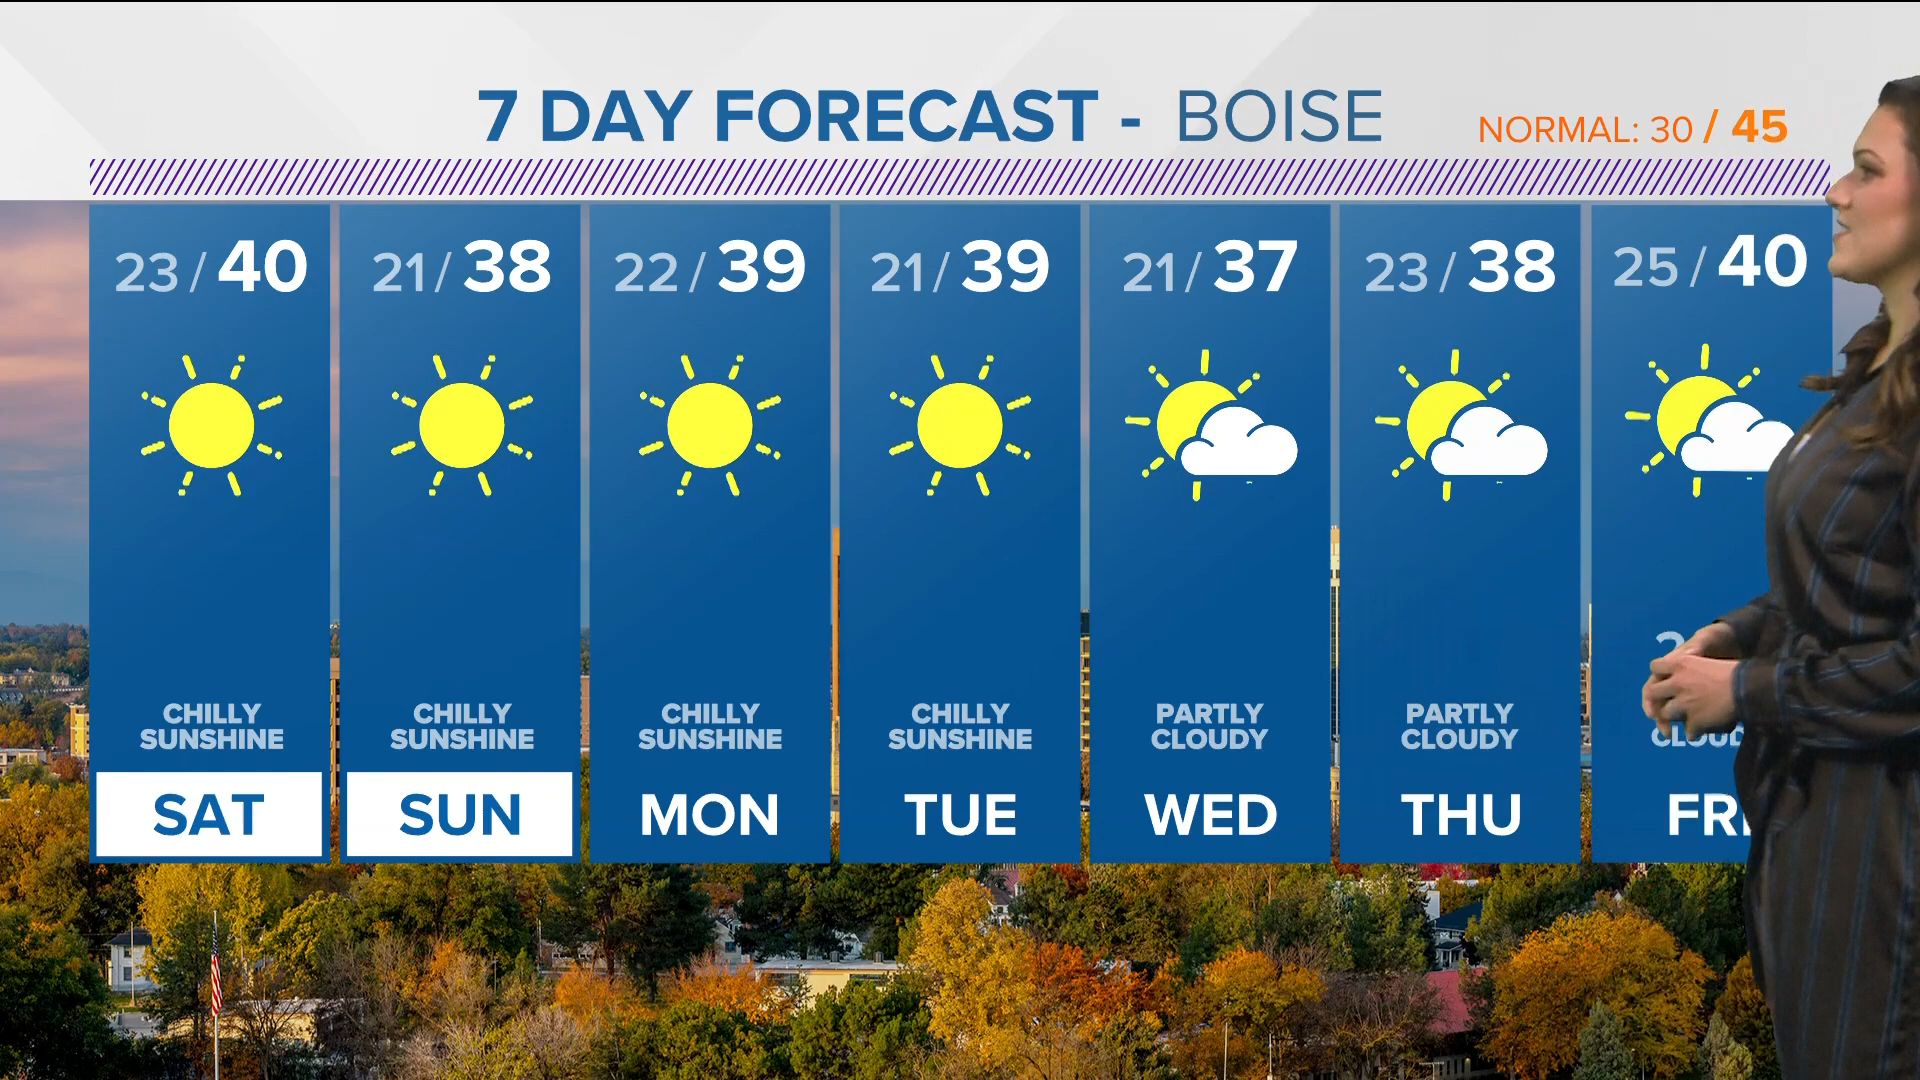 7 DAY FORECAST - BOISE
NORMAL: 30 / 45
23 / 40
21 / 38
22 / 39
21 / 39
21 / 37
23 / 38
25 / 40
CHILLY
SUNSHINE
CHILLY
SUNSHINE
CHILLY
SUNSHINE
CHILLY
SUNSHINE
PARTLY
CLOUDY
PARTLY
CLOUDY
SAT
SUN
MON
TUE
WED
THU
FRI